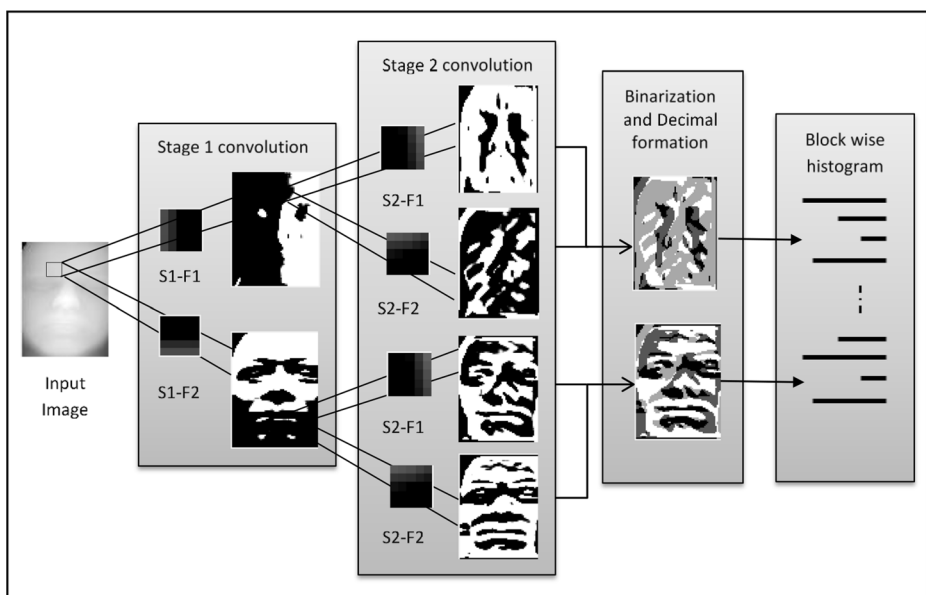 Input
Image
Stage 1 convolution
S1-F1
S1-F2
Stage 2 convolution
S2-F1
S2-F2
S2-F1
S2-F2
Binarization
and Decimal
formation
Block wise
histogram